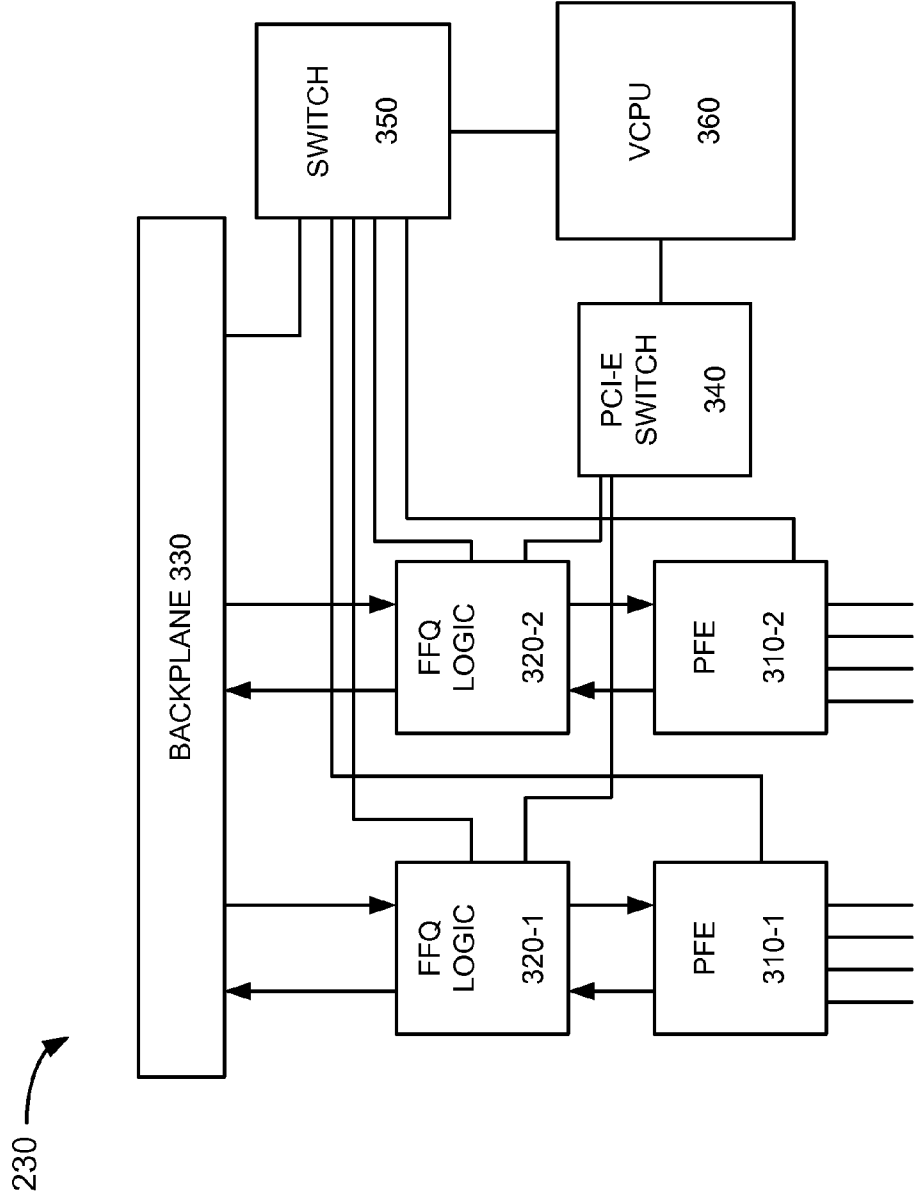 230
BACKPLANE 330
FFQ
LOGIC
320-1
FFQ
LOGIC
320-2
SWITCH
350
PFE
310-1
PFE
310-2
PCI-E
SWITCH
340
VCPU
360